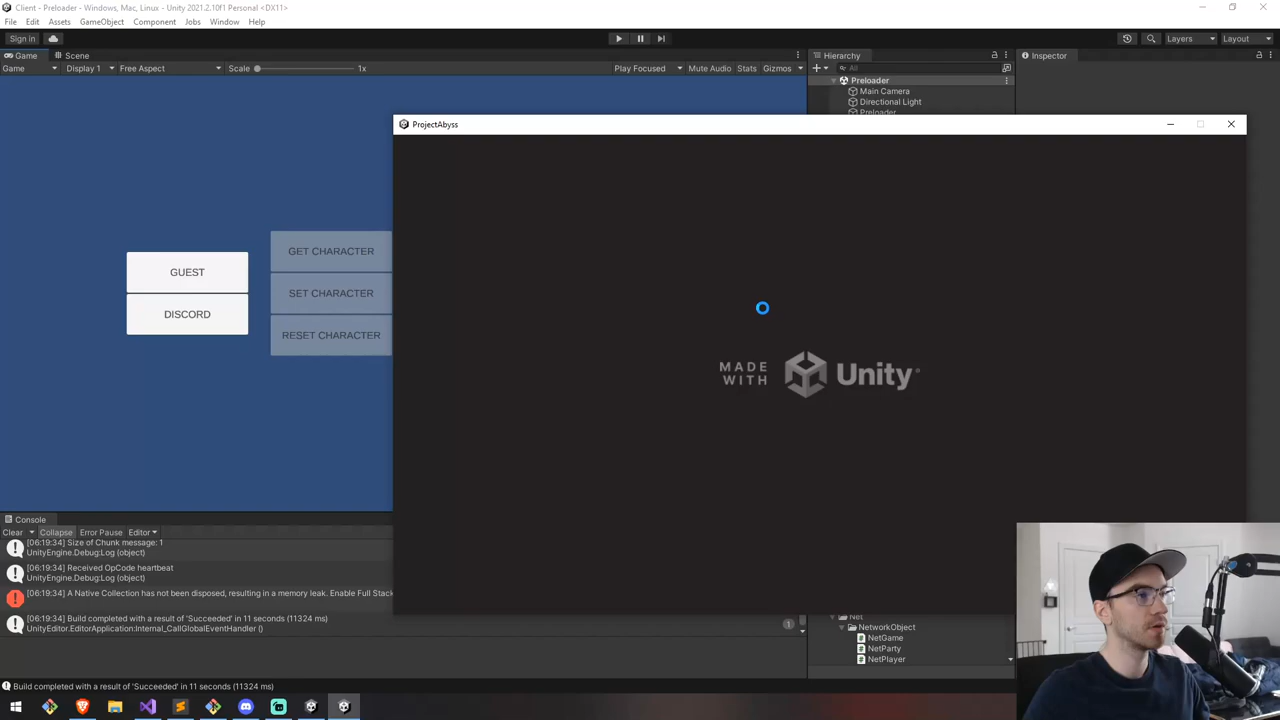 Client - Preloader - Windows, Mac, Linux - Unity 2021.2.10f1 Personal <DX11>
File Edit Assets GameObject Component Jobs Window Help
Sign in
Layers
Layout
Game
Scene
Hierarchy
Inspector
Game
Display 1
Free Aspect
Scale
1x
Play Focused
Mute Audio
Stats
Gizmos
All
Preloader
Main Camera
Directional Light
Preloader
ProjectAbyss
MADE
WITH
Unity
GUEST
DISCORD
GET CHARACTER
SET CHARACTER
RESET CHARACTER
Console
Clear
Collapse
Error Pause
Editor
[06:19:34] Size of Chunk message: 1
UnityEngine.Debug:Log (object)
[06:19:34] Received OpCode heartbeat
UnityEngine.Debug:Log (object)
[06:19:34] A Native Collection has not been disposed, resulting in a memory leak. Enable Full Stack
[06:19:34] Build completed with a result of 'Succeeded' in 11 seconds (11324 ms)
UnityEditor.EditorApplication:Internal_CallGlobalEventHandler ()
1
Net
NetworkObject
NetGame
NetParty
NetPlayer
Build completed with a result of 'Succeeded' in 11 seconds (11324 ms)